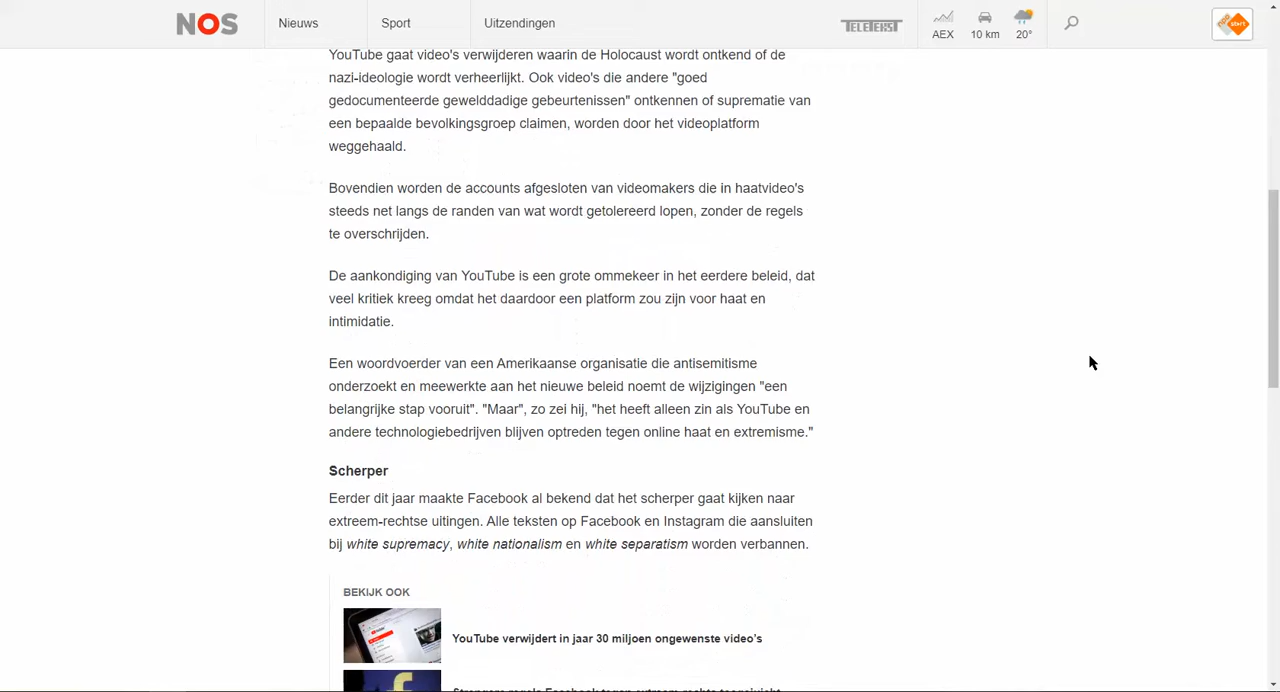 NOS
Nieuws
Sport
Uitzendingen
TELETEKST
AEX
10 km
20°
npo start
YouTube gaat video's verwijderen waarin de Holocaust wordt ontkend of de
nazi-ideologie wordt verheerlijkt. Ook video's die andere "goed
gedocumenteerde gewelddadige gebeurtenissen" ontkennen of suprematie van
een bepaalde bevolkingsgroep claimen, worden door het videoplatform
weggehaald.
Bovendien worden de accounts afgesloten van videomakers die in haatvideo's
steeds net langs de randen van wat wordt getolereerd lopen, zonder de regels
te overschrijden.
De aankondiging van YouTube is een grote ommekeer in het eerdere beleid, dat
veel kritiek kreeg omdat het daardoor een platform zou zijn voor haat en
intimidatie.
Een woordvoerder van een Amerikaanse organisatie die antisemitisme
onderzoekt en meewerkte aan het nieuwe beleid noemt de wijzigingen "een
belangrijke stap vooruit". "Maar", zo zei hij, "het heeft alleen zin als YouTube en
andere technologiebedrijven blijven optreden tegen online haat en extremisme."
Scherper
Eerder dit jaar maakte Facebook al bekend dat het scherper gaat kijken naar
extreem-rechtse uitingen. Alle teksten op Facebook en Instagram die aansluiten
bij white supremacy, white nationalism en white separatism worden verbannen.
BEKIJK OOK
YouTube verwijdert in jaar 30 miljoen ongewenste video's